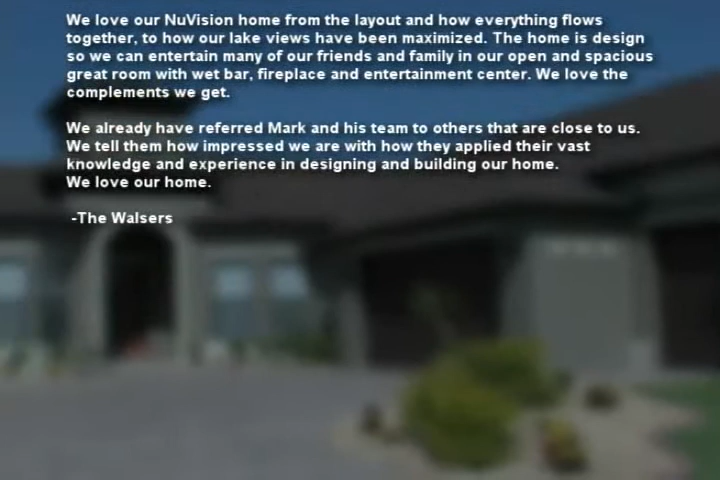 We love our NuVision home from the layout and how everything flows
together, to how our lake views have been maximized. The home is design
so we can entertain many of our friends and family in our open and spacious
great room with wet bar, fireplace and entertainment center. We love the
complements we get.
We already have referred Mark and his team to others that are close to us.
We tell them how impressed we are with how they applied their vast
knowledge and experience in designing and building our home.
We love our home.
-The Walsers